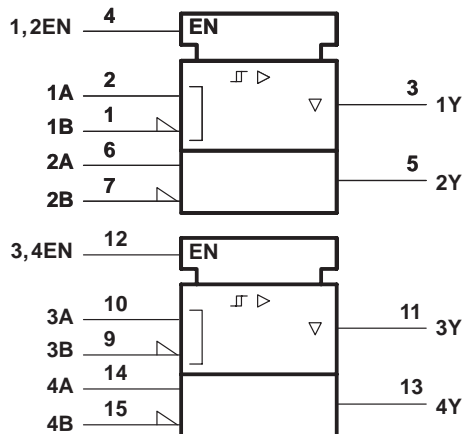 1,2EN 4 EN
1A 2
3 1Y
1B 1
2A 6
5 2Y
2B 7
3,4EN 12 EN
3A 10
11 3Y
3B 9
4A 14
13 4Y
4B 15